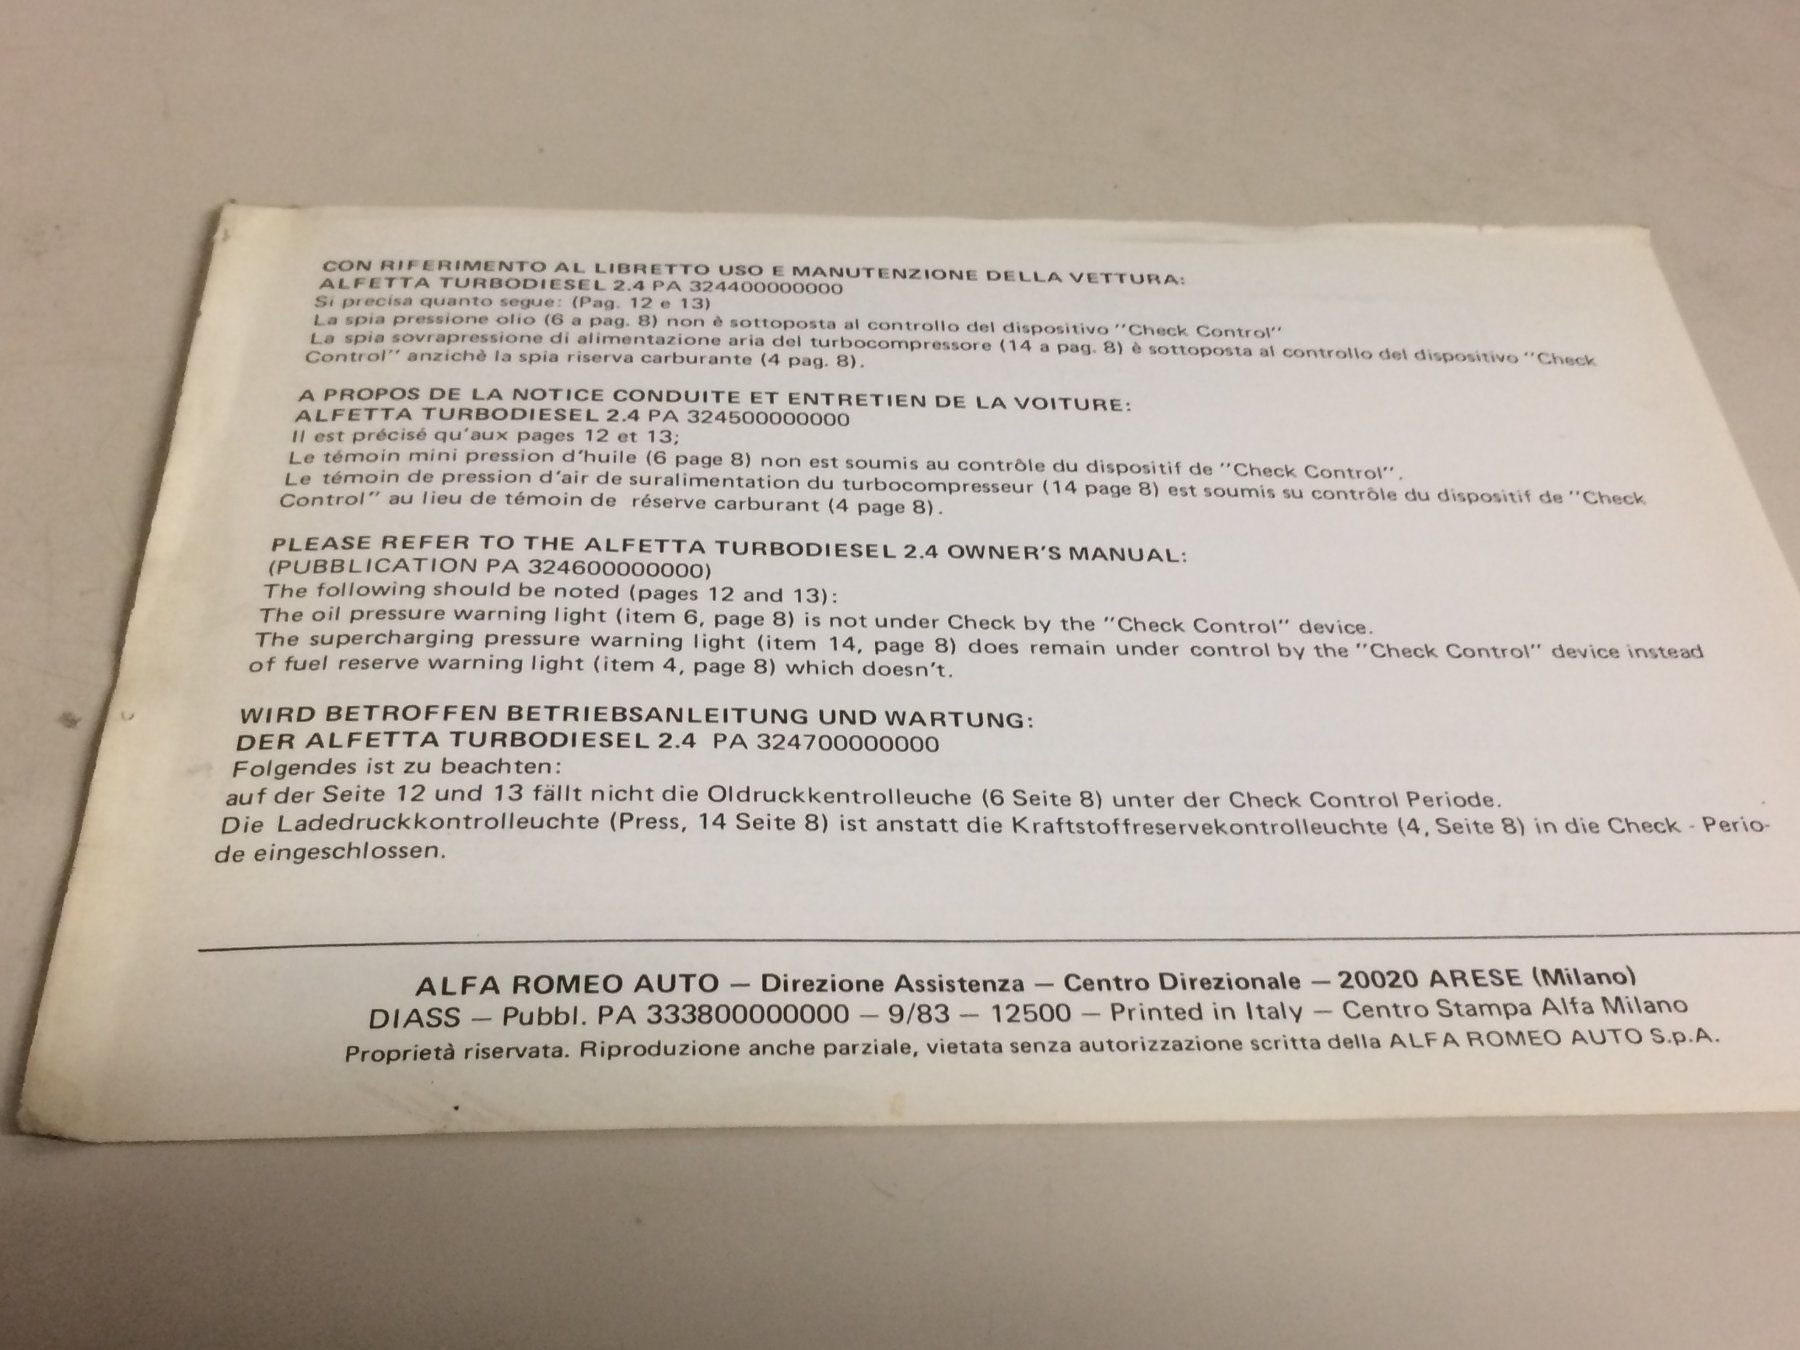 CON RIFERIMENTO AL LIBRETTO USO E MANUTENZIONE DELLA VETTURA:
ALFETTA TURBODIESEL 2.4 PA 324400000000
Si precisa quanto segue: (Pag. 12 e 13)
La spia pressione olio (6 a pag. 8) non è sottoposta al controllo del dispositivo "Check Control"
La spia sovrapressione di alimentazione aria del turbocompressore (14 a pag. 8) è sottoposta al controllo del dispositivo "Check
Control" anzichè la spia riserva carburante (4 pag. 8).
A PROPOS DE LA NOTICE CONDUITE ET ENTRETIEN DE LA VOITURE:
ALFETTA TURBODIESEL 2.4 PA 324500000000
Il est précisé qu'aux pages 12 et 13;
Le témoin mini pression d'huile (6 page 8) non est soumis au contrôle du dispositif de "Check Control".
Le témoin de pression d'air de suralimentation du turbocompresseur (14 page 8) est soumis su contrôle du dispositif de "Check
Control" au lieu de témoin de réserve carburant (4 page 8).
PLEASE REFER TO THE ALFETTA TURBODIESEL 2.4 OWNER'S MANUAL:
(PUBBLICATION PA 324600000000)
The following should be noted (pages 12 and 13):
The oil pressure warning light (item 6, page 8) is not under Check by the "Check Control" device.
The supercharging pressure warning light (item 14, page 8) does remain under control by the "Check Control" device instead
of fuel reserve warning light (item 4, page 8) which doesn't.
WIRD BETROFFEN BETRIEBSANLEITUNG UND WARTUNG:
DER ALFETTA TURBODIESEL 2.4 PA 324700000000
Folgendes ist zu beachten:
auf der Seite 12 und 13 fällt nicht die Oldruckkentrolleuche (6 Seite 8) unter der Check Control Periode.
Die Ladedruckkontrolleuchte (Press, 14 Seite 8) ist anstatt die Kraftstoffreservekontrolleuchte (4, Seite 8) in die Check - Perio-
de eingeschlossen.
ALFA ROMEO AUTO — Direzione Assistenza — Centro Direzionale — 20020 ARESE (Milano)
DIASS — Pubbl. PA 333800000000 — 9/83 — 12500 — Printed in Italy — Centro Stampa Alfa Milano
Proprietà riservata. Riproduzione anche parziale, vietata senza autorizzazione scritta della ALFA ROMEO AUTO S.p.A.